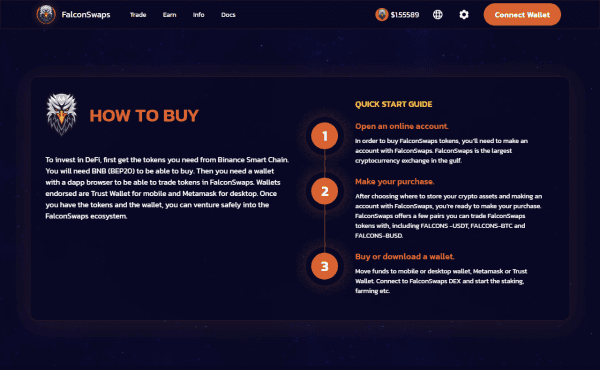 FalconSwaps Trade Earn Info Docs $1.55589 Connect Wallet
HOW TO BUY
To invest in DeFi, first get the tokens you need from Binance Smart Chain.
You will need BNB (BEP20) to be able to buy. Then you need a wallet
with a dapp browser to be able to trade tokens in FalconSwaps. Wallets
endorsed are Trust Wallet for mobile and Metamask for desktop. Once
you have the tokens and the wallet, you can venture safely into the
FalconSwaps ecosystem.
QUICK START GUIDE
1
Open an online account.
In order to buy FalconSwaps tokens, you'll need to make an
account with FalconSwaps. FalconSwaps is the largest
cryptocurrency exchange in the gulf.
2
Make your purchase.
After choosing where to store your crypto assets and making an
account with FalconSwaps, you're ready to make your purchase.
FalconSwaps offers a few pairs you can trade FalconSwaps
tokens with, including FALCONS -USDT, FALCONS-BTC and
FALCONS-BUSD.
3
Buy or download a wallet.
Move funds to mobile or desktop wallet, Metamask or Trust
Wallet. Connect to FalconSwaps DEX and start the staking,
farming etc.